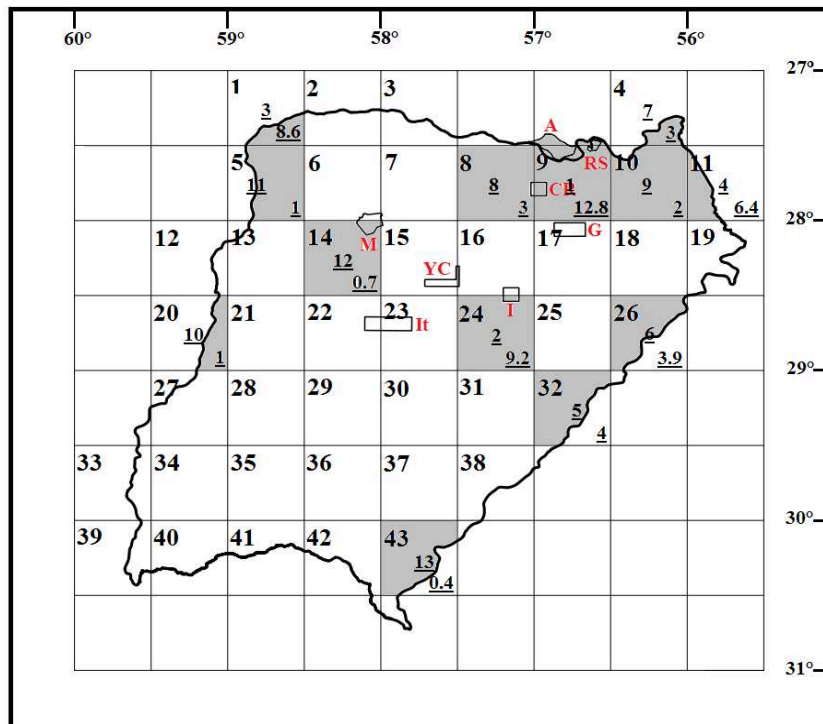 60° 59° 58° 57° 56°
27°
1 2 3 4
3 A 7
8.6 3
5 6 7 8 9 RS 10 11
11 8 CP 1 9 4
1 3 12.8 2 6.4
28°
12 13 14 M 15 16 17 G 18 19
12 YC
0.7
20 21 22 23 24 I 25 26
10 It 2 6
1 9.2 3.9
29°
27 28 29 30 31 32
5
4
33 34 35 36 37 38
30°
39 40 41 42 43
13
0.4
31°